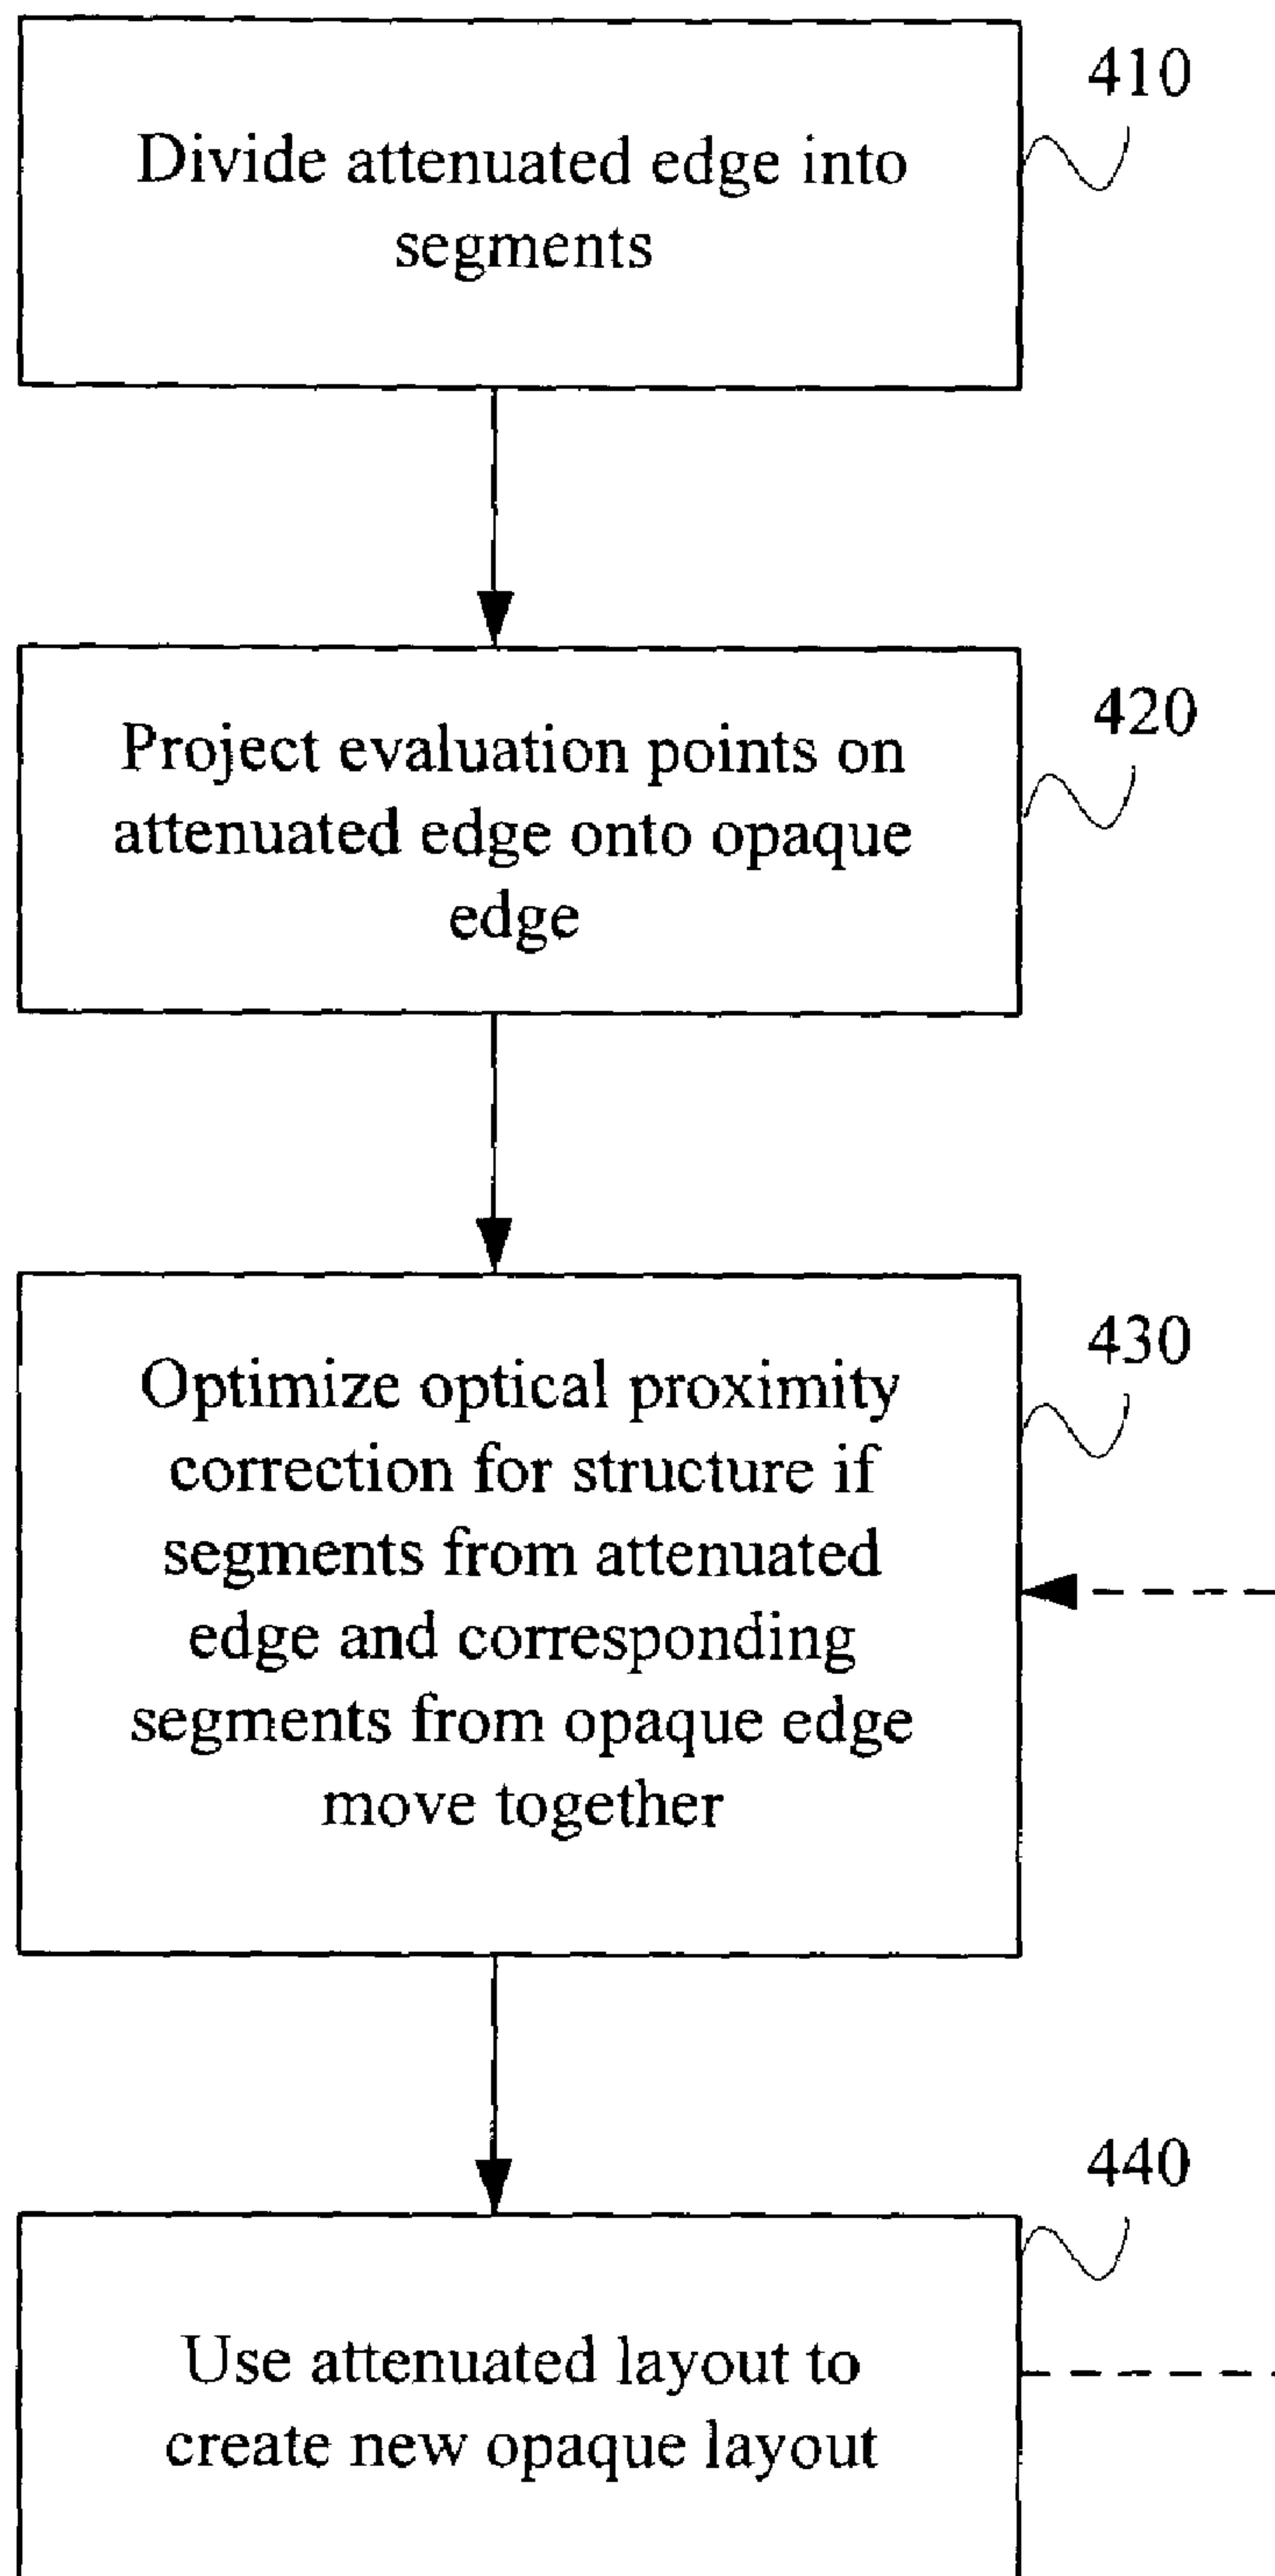 410
Divide attenuated edge into
segments
420
Project evaluation points on
attenuated edge onto opaque
edge
430
Optimize optical proximity
correction for structure if
segments from attenuated
edge and corresponding
segments from opaque edge
move together
440
Use attenuated layout to
create new opaque layout